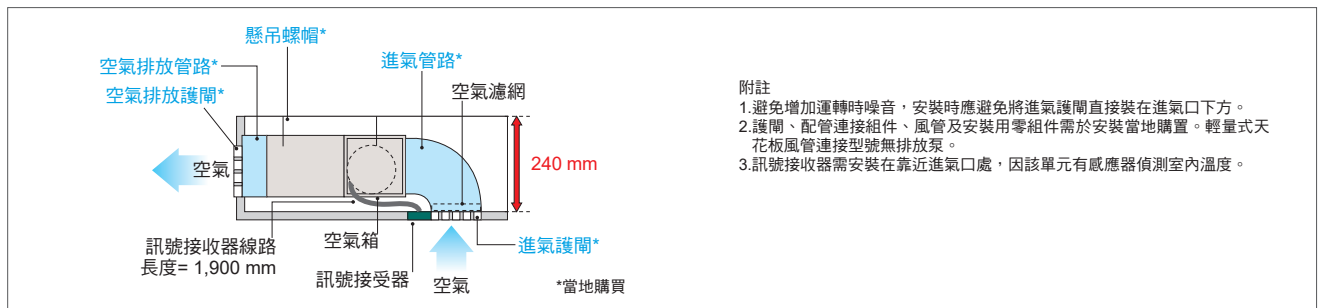 懸吊螺帽*
空氣排放管路*
進氣管路*
空氣排放護閘*
空氣濾網
空氣
240 mm
訊號接收器線路
長度= 1,900 mm
空氣箱
訊號接受器
空氣
進氣護閘*
*當地購買
附註
1.避免增加運轉時噪音，安裝時應避免將進氣護閘直接裝在進氣口下方。
2.護閘、配管連接組件、風管及安裝用零組件需於安裝當地購置。輕量式天
花板風管連接型號無排放泵。
3.訊號接收器需安裝在靠近進氣口處，因該單元有感應器偵測室內溫度。